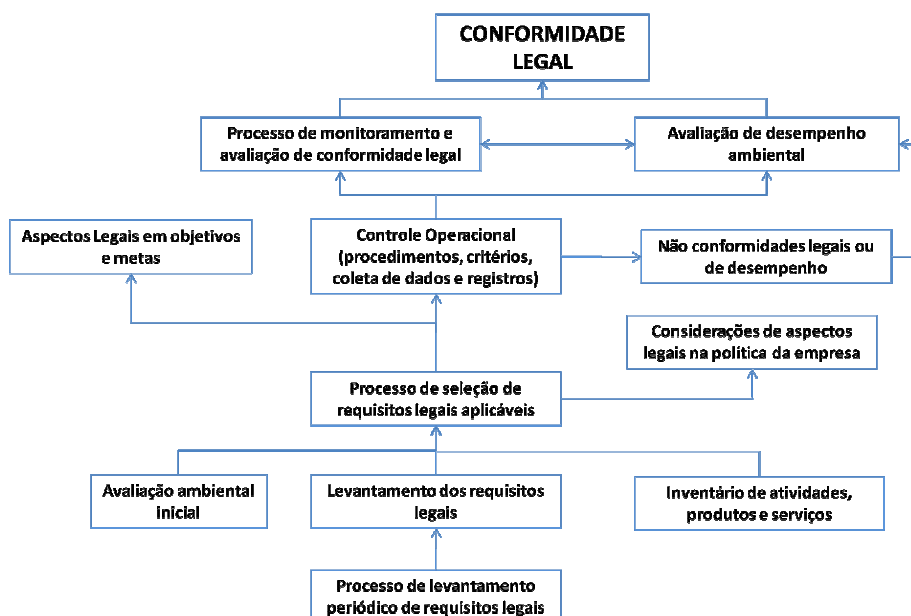 CONFORMIDADE
LEGAL
Processo de monitoramento e
avaliação de conformidade legal
Avaliação de desempenho
ambiental
Aspectos Legais em objetivos
e metas
Controle Operacional
(procedimentos, critérios,
coleta de dados e registros)
Não conformidades legais ou
de desempenho
Considerações de aspectos
legais na política da empresa
Processo de seleção de
requisitos legais aplicáveis
Avaliação ambiental
inicial
Levantamento dos requisitos
legais
Inventário de atividades,
produtos e serviços
Processo de levantamento
periódico de requisitos legais